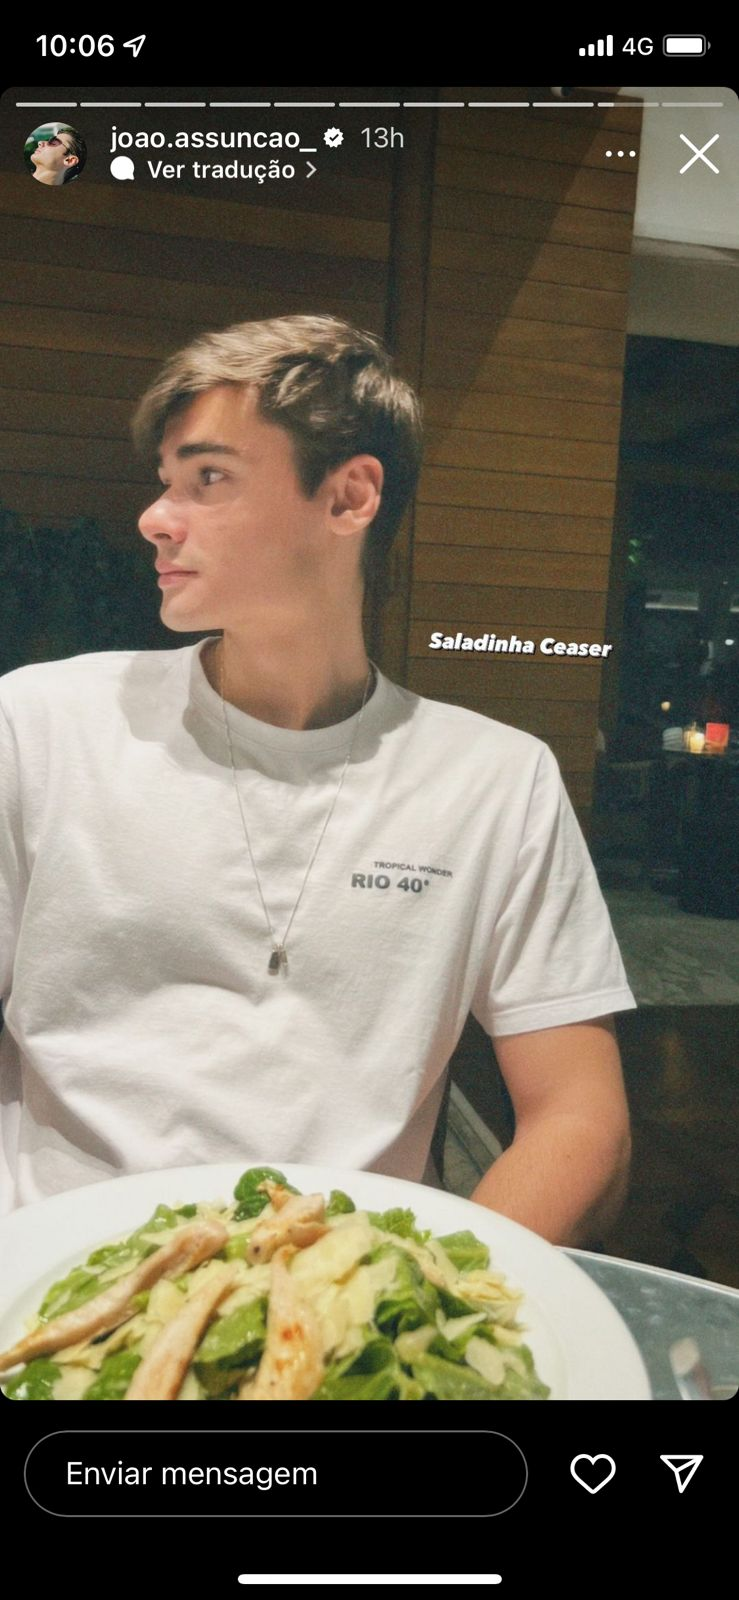 10:06
4G
joao.assuncao_ 13h
Ver tradução >
Saladinha Ceaser
TROPICAL WONDER
RIO 40°
Enviar mensagem